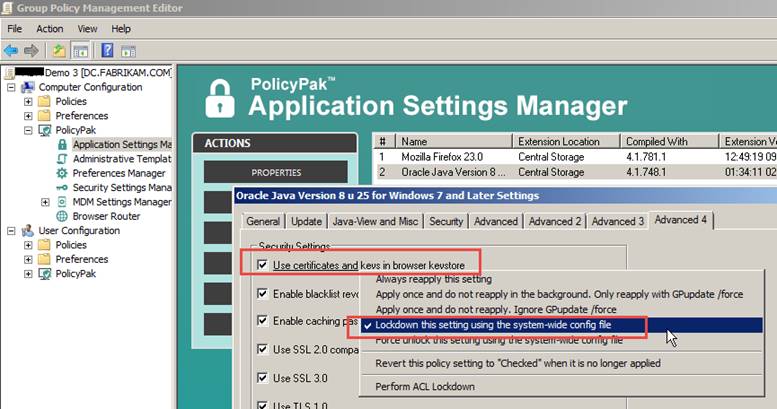 Group Policy Management Editor
File Action View Help
Demo 3 [DC.FABRIKAM.COM]
Computer Configuration
Policies
Preferences
PolicyPak
Application Settings Ma
Administrative Templat
Preferences Manager
Security Settings Mana
MDM Settings Manager
Browser Router
User Configuration
Policies
Preferences
PolicyPak
PolicyPak™
Application Settings Manager
ACTIONS
PROPERTIES
# Name Extension Location Compiled With Extension Ve
1 Mozilla Firefox 23.0 Central Storage 4.1.781.1 12:49:19 09
2 Oracle Java Version 8 ... Central Storage 4.1.748.1 01:34:11 02
Oracle Java Version 8 u 25 for Windows 7 and Later Settings
General Update Java-View and Misc Security Advanced Advanced 2 Advanced 3 Advanced 4
Security Settings
Use certificates and keys in browser keystore
Enable blacklist revo
Enable caching pas
Use SSL 2.0 compa
Use SSL 3.0
Use TLS 1.0
Always reapply this setting
Apply once and do not reapply in the background. Only reapply with GPupdate /force
Apply once and do not reapply. Ignore GPupdate /force
Lockdown this setting using the system-wide config file
Force unlock this setting using the system-wide config file
Revert this policy setting to "Checked" when it is no longer applied
Perform ACL Lockdown